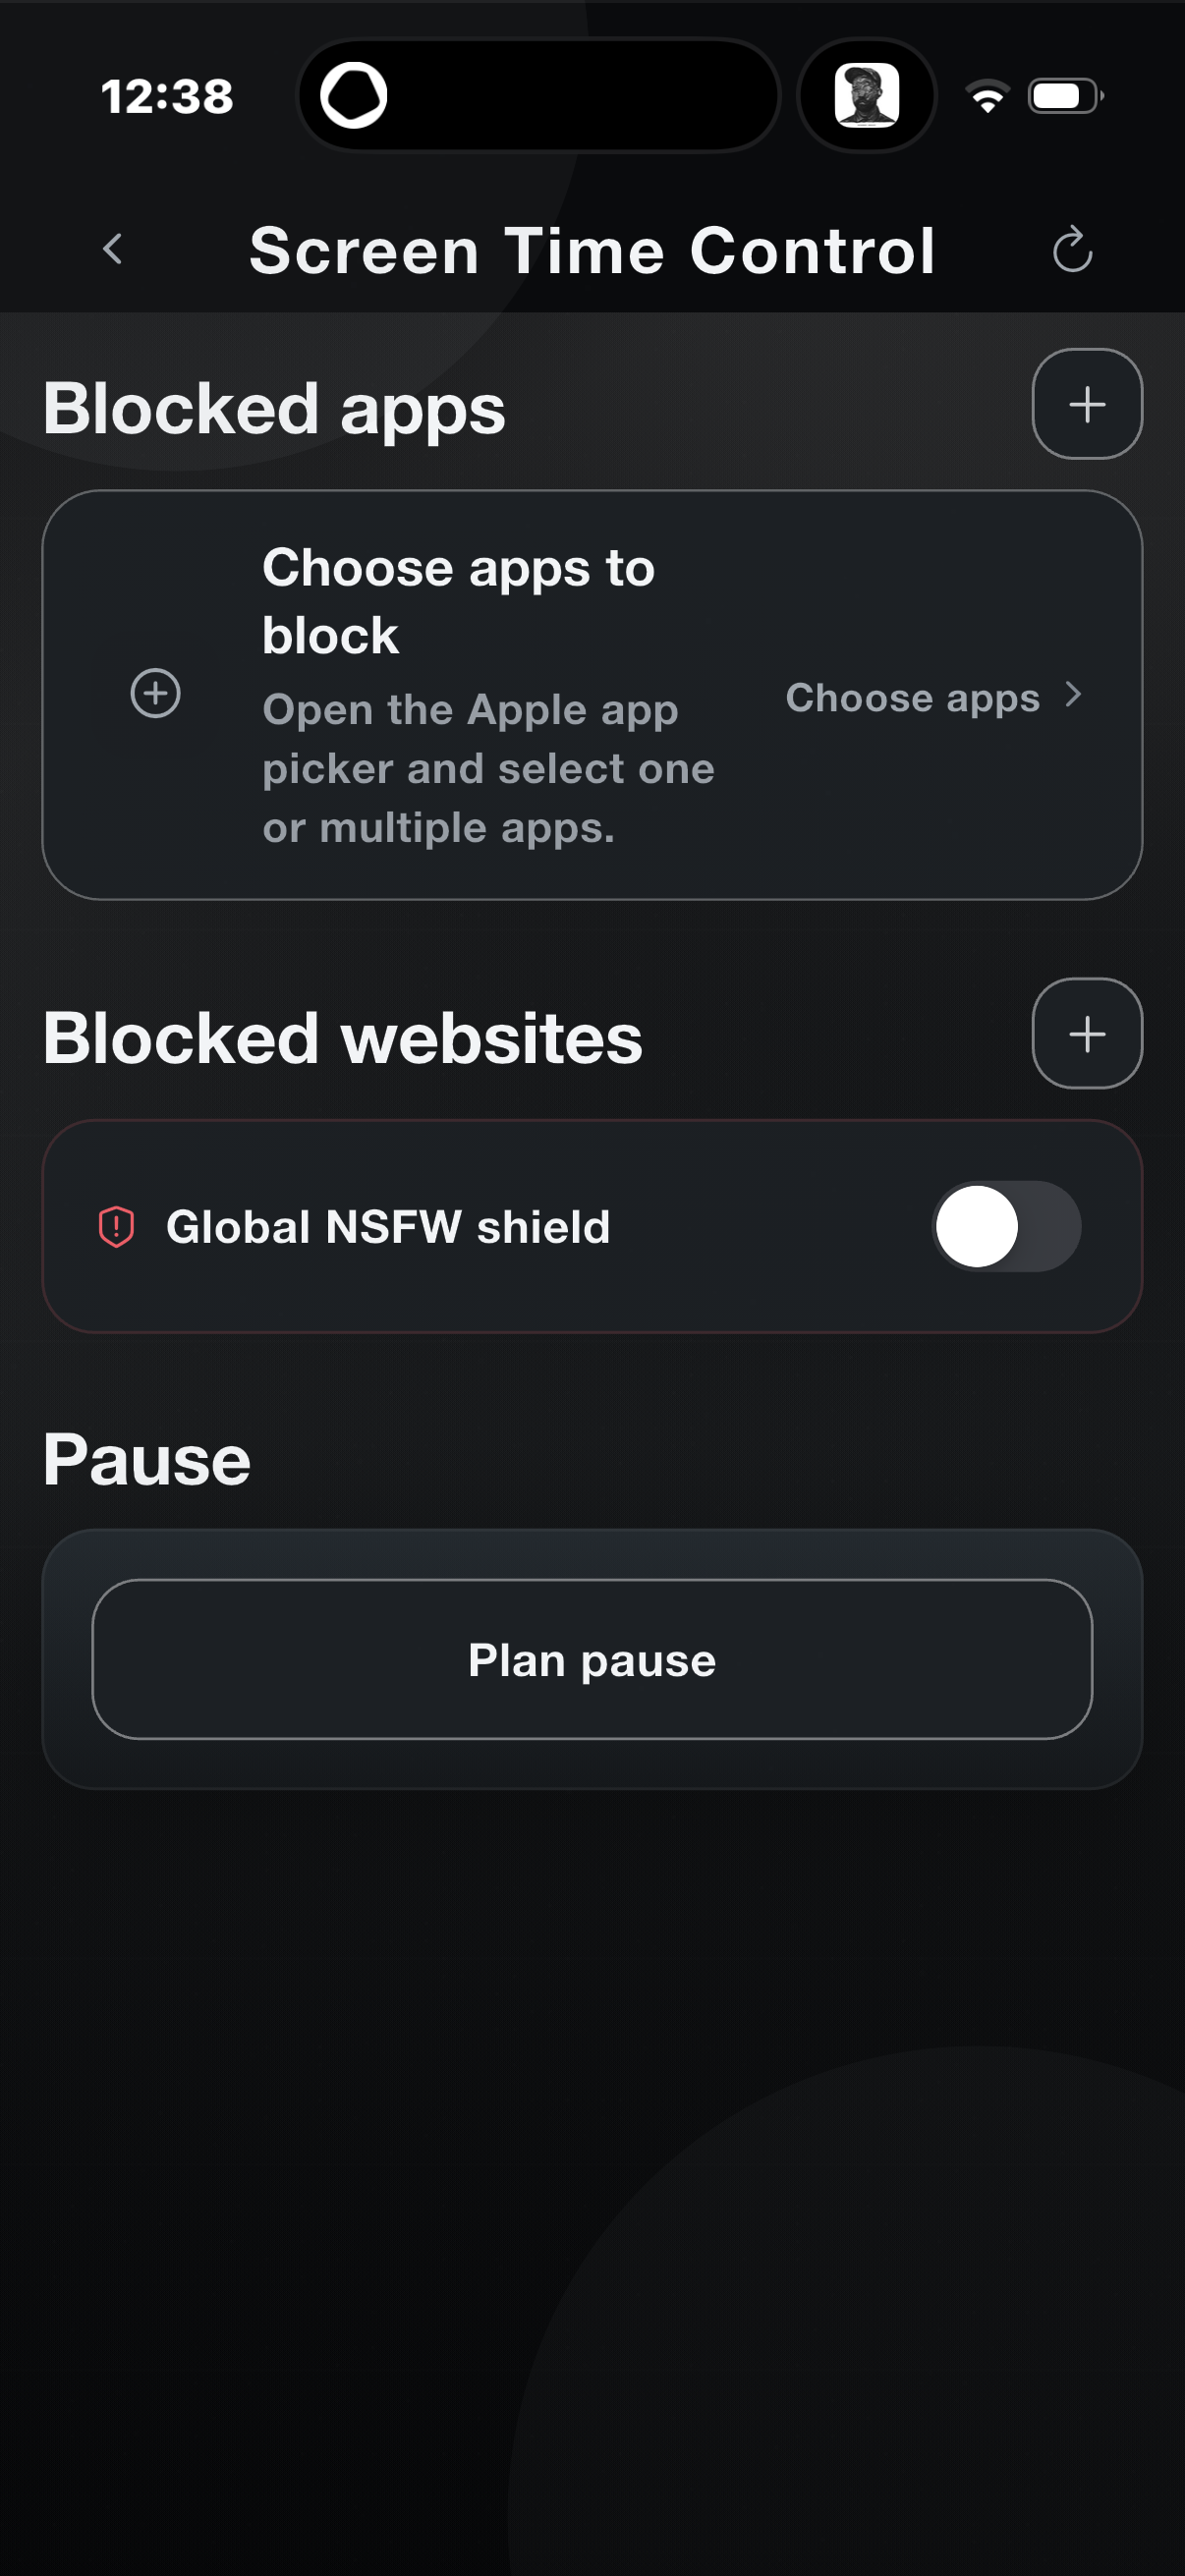 12:38
Screen Time Control
Blocked apps
Choose apps to
block
Open the Apple app
picker and select one
or multiple apps.
Choose apps
Blocked websites
Global NSFW shield
Pause
Plan pause